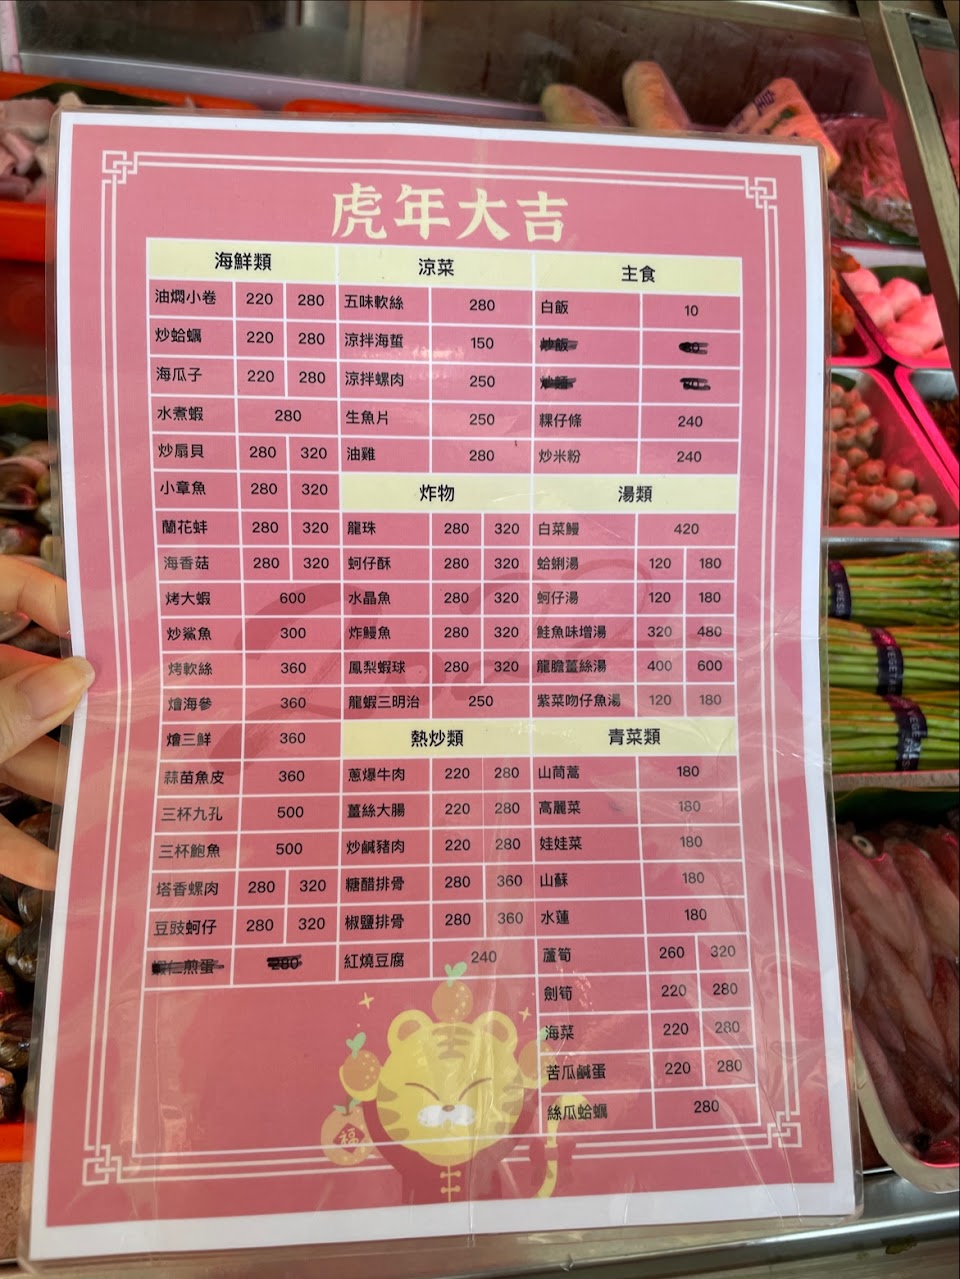 虎年大吉
海鮮類
油燜小卷 220 280
炒蛤蠣 220 280
海瓜子 220 280
水煮蝦 280
炒扇貝 280 320
小章魚 280 320
蘭花蚌 280 320
海香菇 280 320
烤大蝦 600
炒鯊魚 300
烤軟絲 360
燴海參 360
燴三鮮 360
蒜苗魚皮 360
三杯九孔 500
三杯鮑魚 500
塔香螺肉 280 320
豆豉蚵仔 280 320
蝦仁煎蛋 280
涼菜
五味軟絲 280
涼拌海蜇 150
涼拌螺肉 250
生魚片 250
油雞 280
炸物
龍珠 280 320
蚵仔酥 280 320
水晶魚 280 320
炸鰻魚 280 320
鳳梨蝦球 280 320
龍蝦三明治 250
熱炒類
蔥爆牛肉 220 280
薑絲大腸 220 280
炒鹹豬肉 220 280
糖醋排骨 280 360
椒鹽排骨 280 360
紅燒豆腐 240
主食
白飯 10
炒飯
炒麵
粿仔條 240
炒米粉 240
湯類
白菜鰻 420
蛤蜊湯 120 180
蚵仔湯 120 180
鮭魚味增湯 320 480
龍膽薑絲湯 400 600
紫菜吻仔魚湯 120 180
青菜類
山茼蒿 180
高麗菜 180
娃娃菜 180
山蘇 180
水蓮 180
蘆筍 260 320
劍筍 220 280
海菜 220 280
苦瓜鹹蛋 220 280
絲瓜蛤蠣 280
福